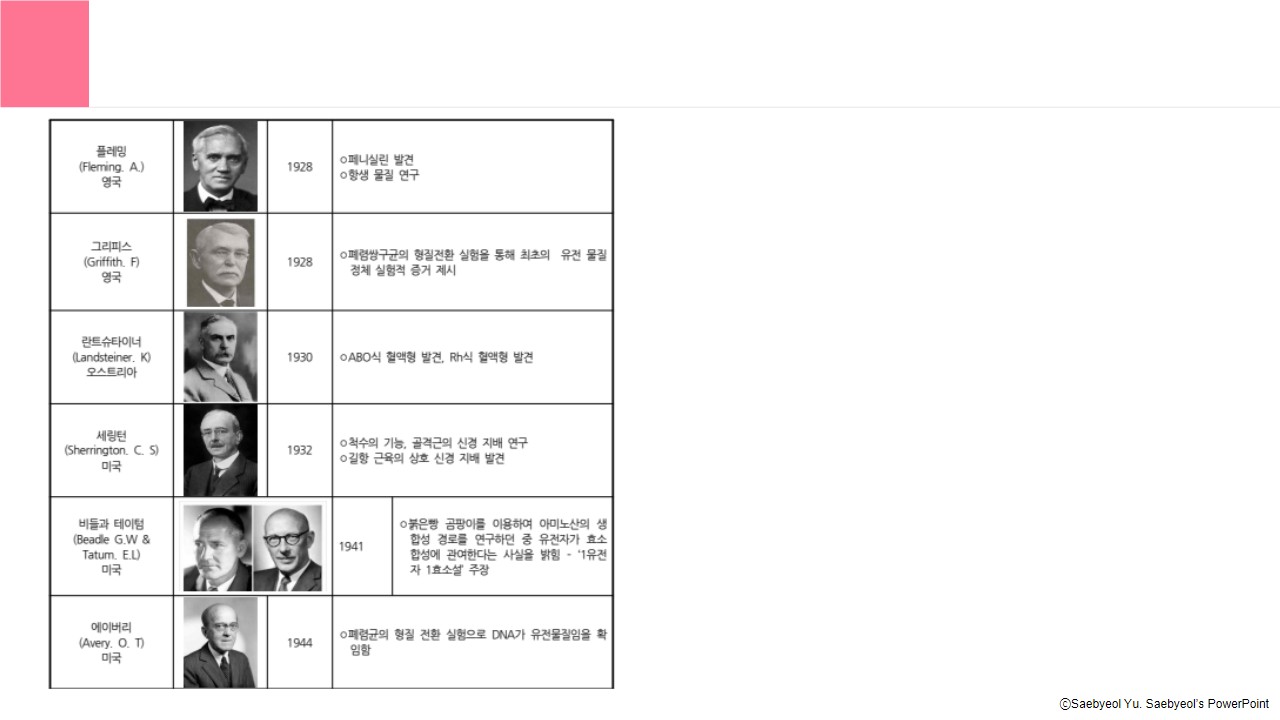 플레밍
(Fleming. A.)
영국
1928
○페니실린 발견
○항생 물질 연구
그리피스
(Griffith. F)
영국
1928
○폐렴쌍구균의 형질전환 실험을 통해 최초의 유전 물질
정체 실험적 증거 제시
란트슈타이너
(Landsteiner. K)
오스트리아
1930
○ABO식 혈액형 발견, Rh식 혈액형 발견
세링턴
(Sherrington. C. S)
미국
1932
○척수의 기능, 골격근의 신경 지배 연구
○길항 근육의 상호 신경 지배 발견
비들과 테이텀
(Beadle G.W &
Tatum. E.L)
미국
1941
○붉은빵 곰팡이를 이용하여 아미노산의 생
합성 경로를 연구하던 중 유전자가 효소
합성에 관여한다는 사실을 밝힘 - '1유전
자 1효소설' 주장
에이버리
(Avery. O. T)
미국
1944
○폐렴균의 형질 전환 실험으로 DNA가 유전물질임을 확
임함
ⓒSaebyeol Yu. Saebyeol's PowerPoint